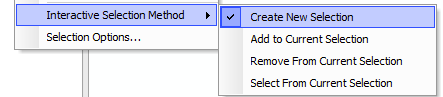 Interactive Selection Method
Selection Options...
Create New Selection
Add to Current Selection
Remove From Current Selection
Select From Current Selection